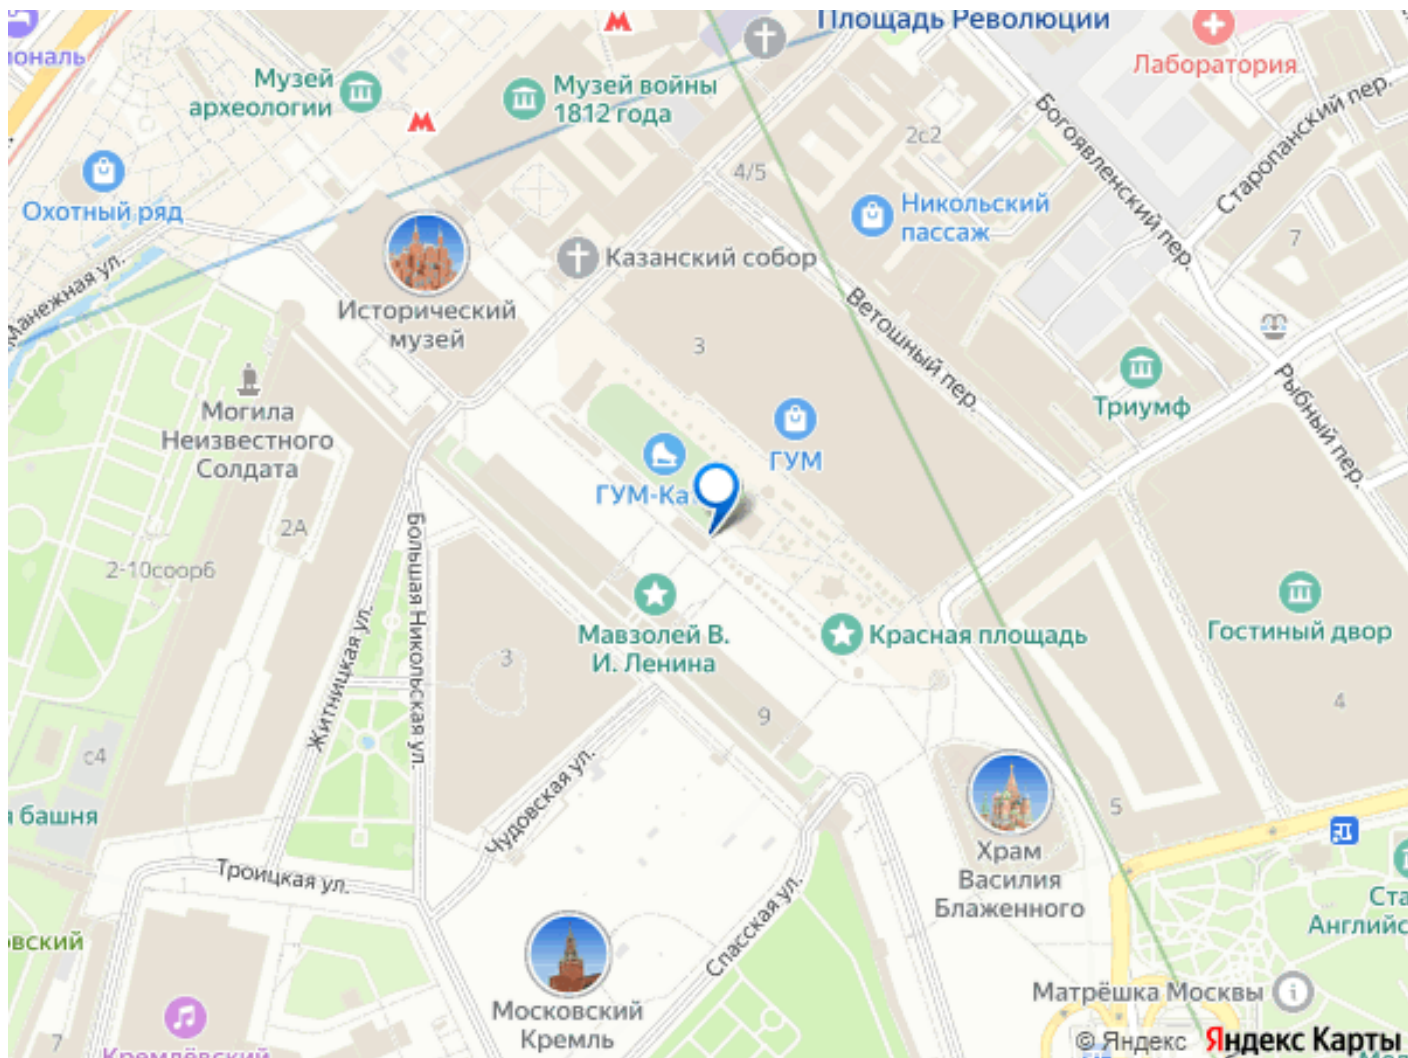 Площадь Революции
Лаборатория
Музей
археологии
Музей войны
1812 года
Охотный ряд
Манежная ул.
4/5
2с2
Богоявленский пер.
Старопанский пер.
Никольский
пассаж
7
Казанский собор
Исторический
музей
3
Ветошный пер.
Рыбный пер.
Триумф
ГУМ
Могила
Неизвестного
Солдата
2А
2-10соорб
Большая Никольская ул.
Житницкая ул.
3
Мавзолей В.
И. Ленина
Красная площадь
Гостиный двор
4
9
5
с4
башня
Чудовская ул.
Троицкая ул.
Спасская ул.
Храм
Василия
Блаженного
Московский
Кремль
7
Матрёшка Москвы
© Яндекс Яндекс Карты